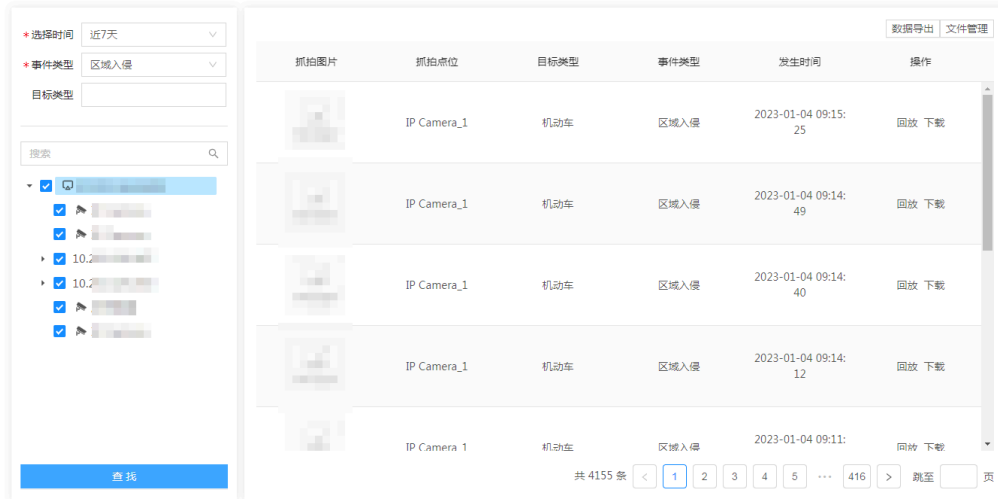 * 选择时间 近7天
* 事件类型 区域入侵
目标类型
搜索
10.2
10.2
查 找
数据导出 文件管理
抓拍图片 抓拍点位 目标类型 事件类型 发生时间 操作
IP Camera_1 机动车 区域入侵 2023-01-04 09:15:
25 回放 下载
IP Camera_1 机动车 区域入侵 2023-01-04 09:14:
49 回放 下载
IP Camera_1 机动车 区域入侵 2023-01-04 09:14:
40 回放 下载
IP Camera_1 机动车 区域入侵 2023-01-04 09:14:
12 回放 下载
IP Camera_1 机动车 区域入侵 2023-01-04 09:11:
回放 下载
共 4155 条 < 1 2 3 4 5 ••• 416 > 跳至 页